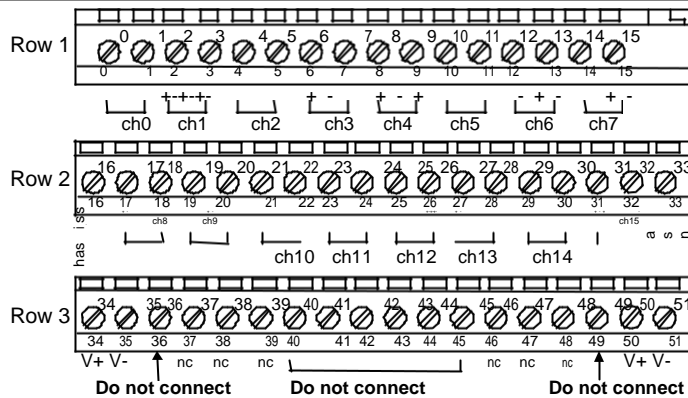 0 1 2 3 4 5 6 7 8 9 10 11 12 13 14 15
Row 1
0 1 2 3 4 5 6 7 8 9 10 11 12 13 14 15
+-+-+- + - + - + - + - + -
ch0 ch1 ch2 ch3 ch4 ch5 ch6 ch7
16 17 18 19 20 21 22 23 24 25 26 27 28 29 30 31 32 33
Row 2
16 17 18 19 20 21 22 23 24 25 26 27 28 29 30 31 32 33
ch8 ch9 ch15
has iss
a s n
ch10 ch11 ch12 ch13 ch14
34 35 36 37 38 39 40 41 42 43 44 45 46 47 48 49 50 51
Row 3
34 35 36 37 38 39 40 41 42 43 44 45 46 47 48 49 50 51
V+ V- nc nc nc nc nc nc V+ V-
Do not connect Do not connect Do not connect